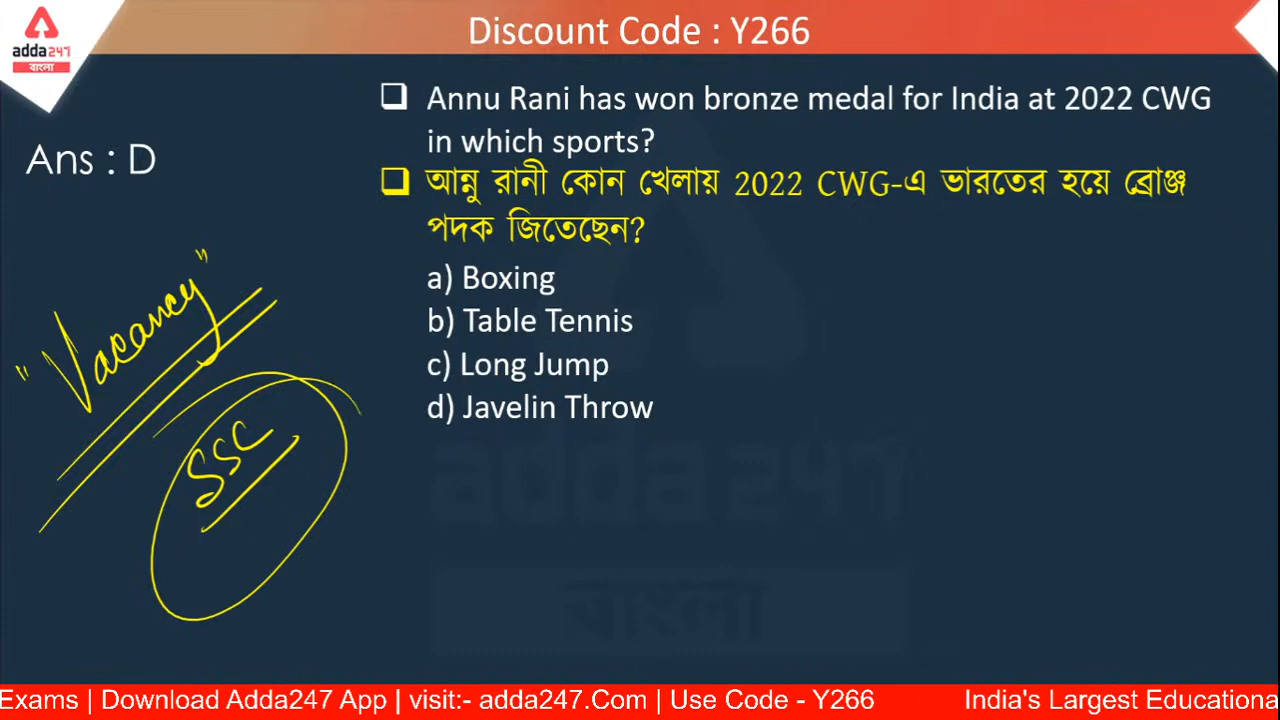 Discount Code : Y266
adda247
বাংলা
Annu Rani has won bronze medal for India at 2022 CWG
in which sports?
Ans : D
আন্নু রানী কোন খেলায় 2022 CWG-এ ভারতের হয়ে ব্রোঞ্জ
পদক জিতেছেন?
a) Boxing
b) Table Tennis
c) Long Jump
d) Javelin Throw
"Vacancy"
SSC
adda247
বাংলা
Exams | Download Adda247 App | visit:- adda247.Com | Use Code - Y266 India's Largest Educationa